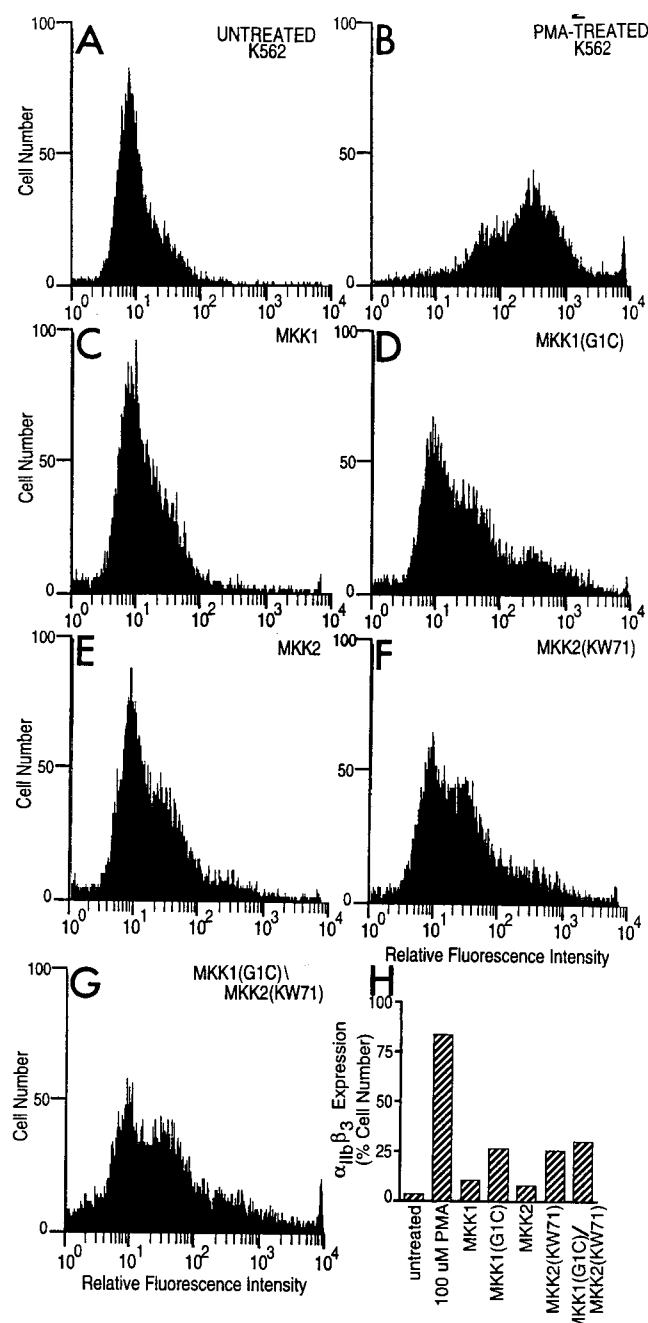 A
UNTREATED
K562
100
50
0
Cell Number
10^0 10^1 10^2 10^3 10^4
B
PMA-TREATED
K562
100
50
0
10^0 10^1 10^2 10^3 10^4
C
MKK1
100
50
0
Cell Number
10^0 10^1 10^2 10^3 10^4
D
MKK1(G1C)
100
50
0
10^0 10^1 10^2 10^3 10^4
E
MKK2
100
50
0
Cell Number
10^0 10^1 10^2 10^3 10^4
F
MKK2(KW71)
100
50
0
10^0 10^1 10^2 10^3 10^4
Relative Fluorescence Intensity
G
MKK1(G1C)\
MKK2(KW71)
100
50
0
Cell Number
10^0 10^1 10^2 10^3 10^4
Relative Fluorescence Intensity
H
αIIbβ3 Expression
(% Cell Number)
100
75
50
25
0
untreated
100 uM PMA
MKK1
MKK1(G1C)
MKK2
MKK2(KW71)
MKK1(G1C)/
MKK2(KW71)